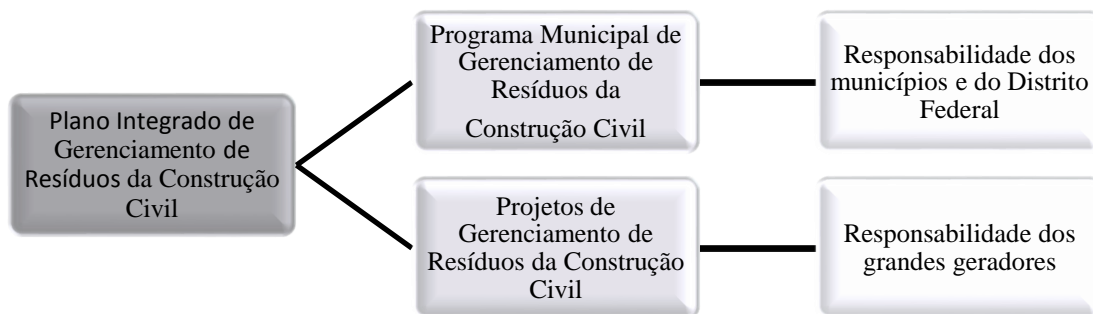 Plano Integrado de
Gerenciamento de
Resíduos da Construção
Civil
Programa Municipal de
Gerenciamento de
Resíduos da
Construção Civil
Responsabilidade dos
municípios e do Distrito
Federal
Projetos de
Gerenciamento de
Resíduos da Construção
Civil
Responsabilidade dos
grandes geradores